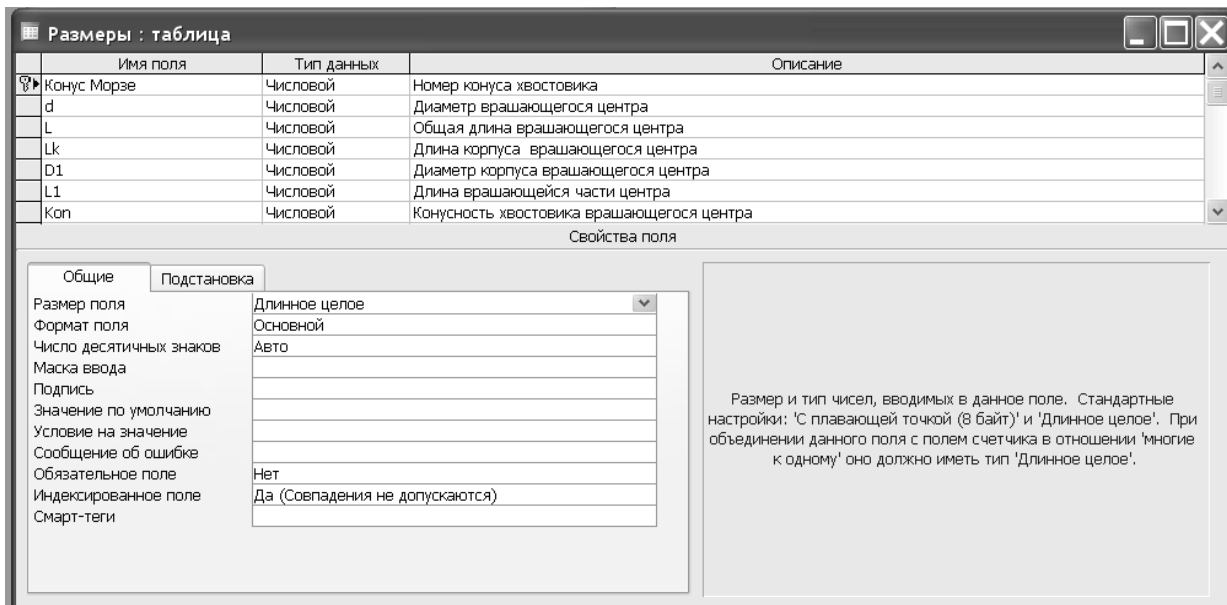 Размеры : таблица
Имя поля Тип данных Описание
Конус Морзе Числовой Номер конуса хвостовика
d Числовой Диаметр врашающегося центра
L Числовой Общая длина врашающегося центра
Lk Числовой Длина корпуса врашающегося центра
D1 Числовой Диаметр корпуса врашающегося центра
L1 Числовой Длина врашающейся части центра
Kon Числовой Конусность хвостовика врашающегося центра
Свойства поля
Общие Подстановка
Размер поля Длинное целое
Формат поля Основной
Число десятичных знаков Авто
Маска ввода
Подпись
Значение по умолчанию
Условие на значение
Сообщение об ошибке
Обязательное поле Нет
Индексированное поле Да (Совпадения не допускаются)
Смарт-теги
Размер и тип чисел, вводимых в данное поле. Стандартные
настройки: 'С плавающей точкой (8 байт)' и 'Длинное целое'. При
объединении данного поля с полем счетчика в отношении 'многие
к одному' оно должно иметь тип 'Длинное целое'.